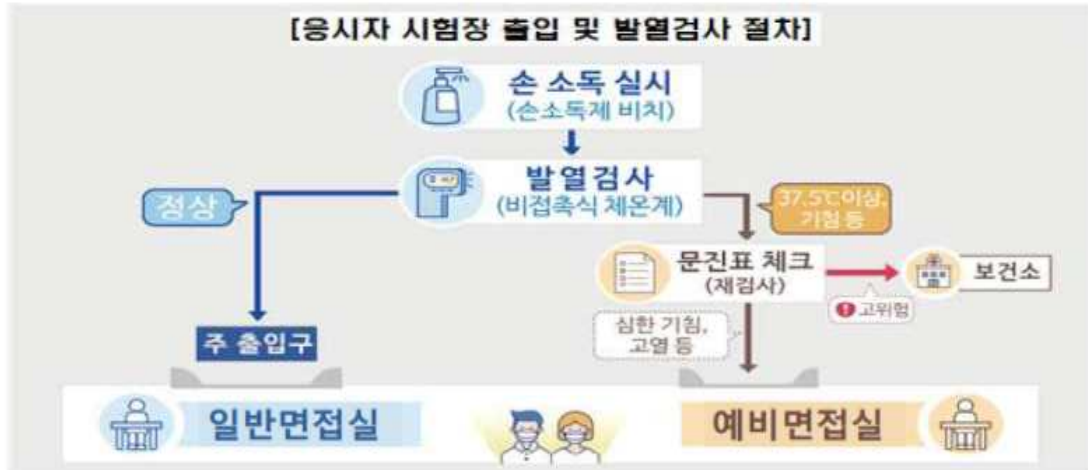 [응시자 시험장 출입 및 발열검사 절차]
손 소독 실시
(손소독제 비치)
발열검사
(비접촉식 체온계)
정상
37.5℃이상,
기침 등
문진표 체크
(재검사)
보건소
고위험
심한 기침,
고열 등
주 출입구
일반면접실
예비면접실